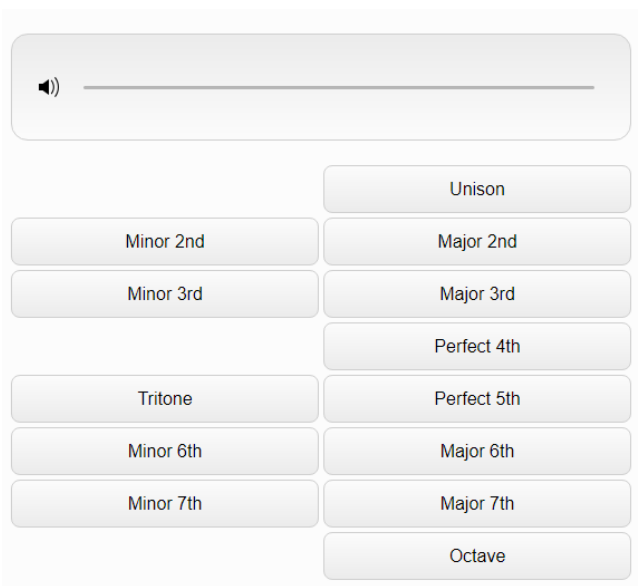 Unison
Minor 2nd
Major 2nd
Minor 3rd
Major 3rd
Perfect 4th
Tritone
Perfect 5th
Minor 6th
Major 6th
Minor 7th
Major 7th
Octave